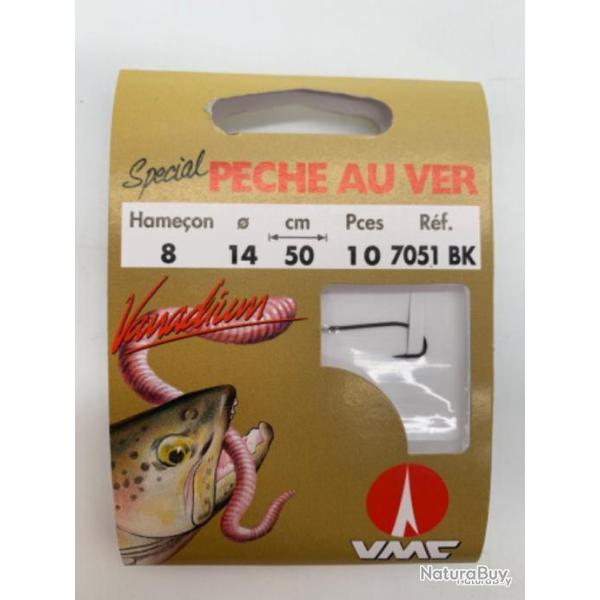 Special PECHE AU VER
Hameçon ø cm Pces Réf.
8 14 50 10 7051 BK
Vanadium
VMC
NaturaBuy